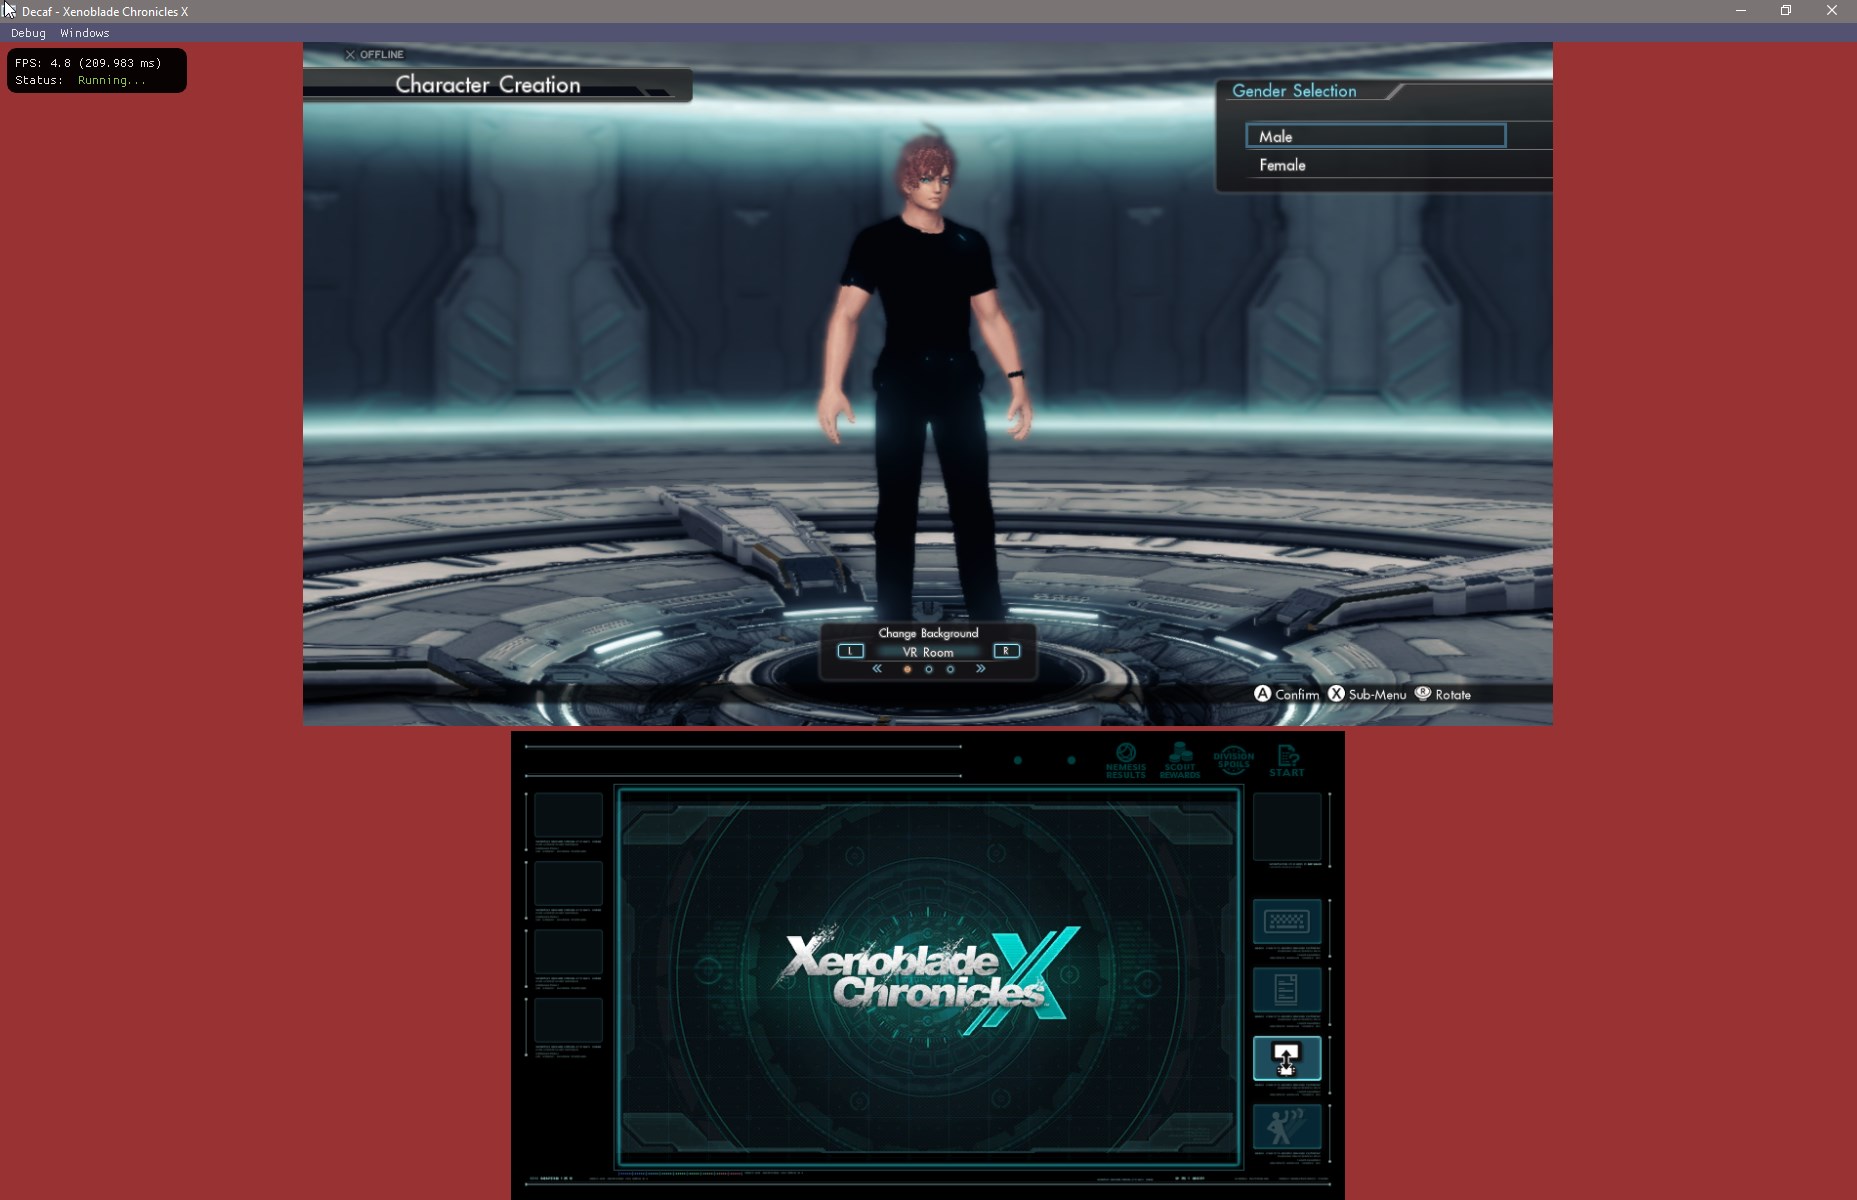 Decaf - Xenoblade Chronicles X
Debug Windows
FPS: 4.8 (209.983 ms)
Status: Running...
OFFLINE
Character Creation
Gender Selection
Male
Female
Change Background
L VR Room R
A Confirm X Sub-Menu R Rotate
NEMESIS RESULTS
SCOUT REWARDS
DIVISION SPOILS
START
Xenoblade
Chronicles X